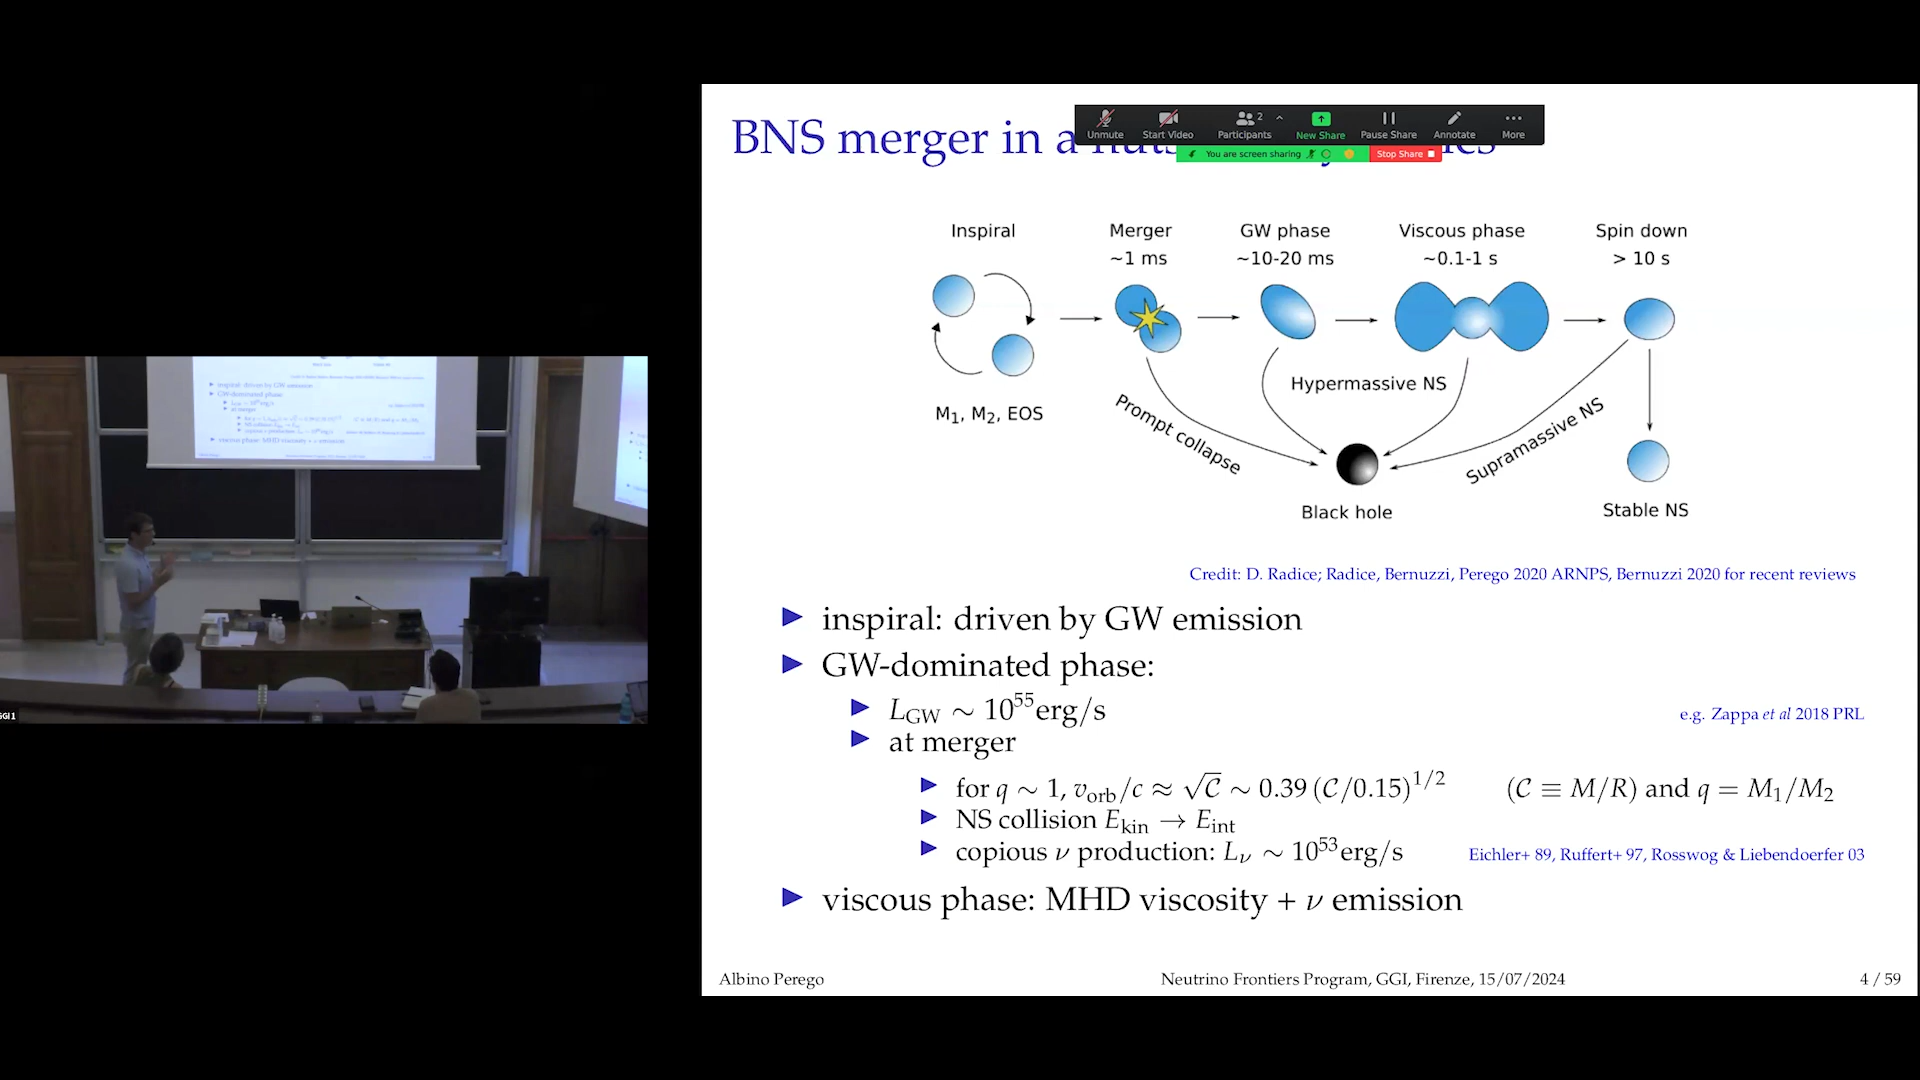 BNS merger in a
Unmute
Start Video
Participants
2
New Share
Pause Share
Annotate
More
You are screen sharing
Stop Share
Inspiral
Merger
GW phase
Viscous phase
Spin down
~1 ms
~10-20 ms
~0.1-1 s
> 10 s
M₁, M₂, EOS
Prompt collapse
Hypermassive NS
Supramassive NS
Black hole
Stable NS
Credit: D. Radice; Radice, Bernuzzi, Perego 2020 ARNPS, Bernuzzi 2020 for recent reviews
▶ inspiral: driven by GW emission
▶ GW-dominated phase:
▶ L_GW ∼ 10⁵⁵erg/s
e.g. Zappa et al 2018 PRL
▶ at merger
▶ for q ∼ 1, v_orb/c ≈ √C ∼ 0.39 (C/0.15)^{1/2} (C ≡ M/R) and q = M₁/M₂
▶ NS collision E_kin → E_int
▶ copious ν production: L_ν ∼ 10⁵³erg/s
Eichler+ 89, Ruffert+ 97, Rosswog & Liebendoerfer 03
▶ viscous phase: MHD viscosity + ν emission
Albino Perego
Neutrino Frontiers Program, GGI, Firenze, 15/07/2024
4 / 59